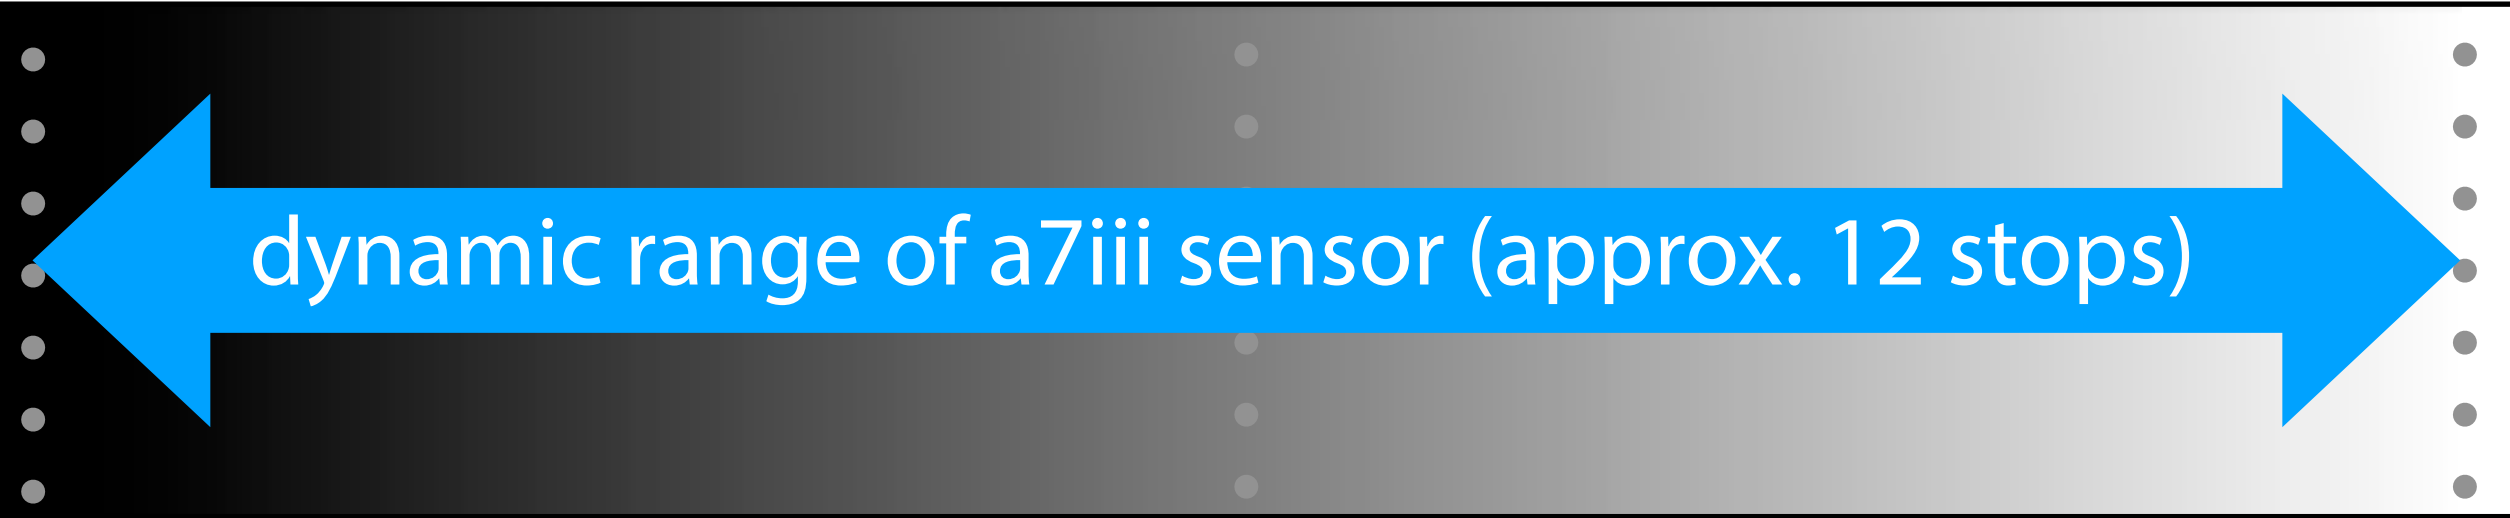 dynamic range of a7iii sensor (approx. 12 stops)